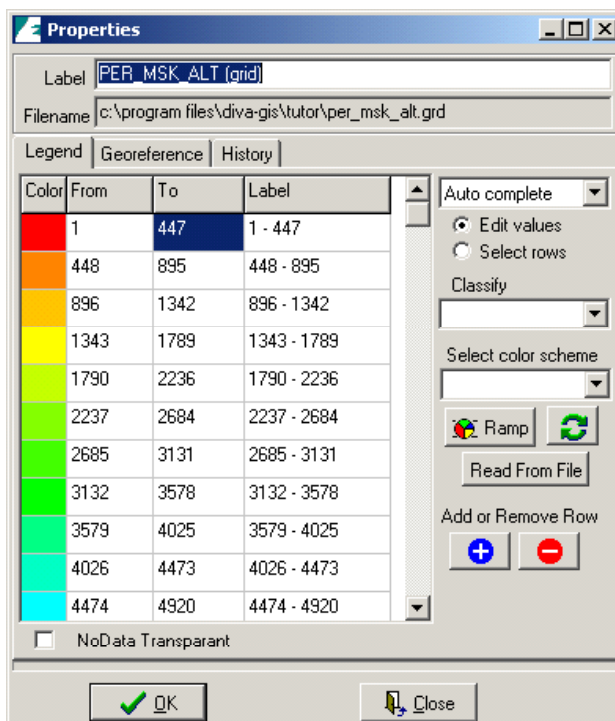 Properties
Label PER_MSK_ALT (grid)
Filename c:\program files\diva-gis\tutor\per_msk_alt.grd
Legend Georeference History
Color From To Label
1 447 1 - 447
448 895 448 - 895
896 1342 896 - 1342
1343 1789 1343 - 1789
1790 2236 1790 - 2236
2237 2684 2237 - 2684
2685 3131 2685 - 3131
3132 3578 3132 - 3578
3579 4025 3579 - 4025
4026 4473 4026 - 4473
4474 4920 4474 - 4920
Auto complete
Edit values
Select rows
Classify
Select color scheme
Ramp
Read From File
Add or Remove Row
NoData Transparant
OK Close